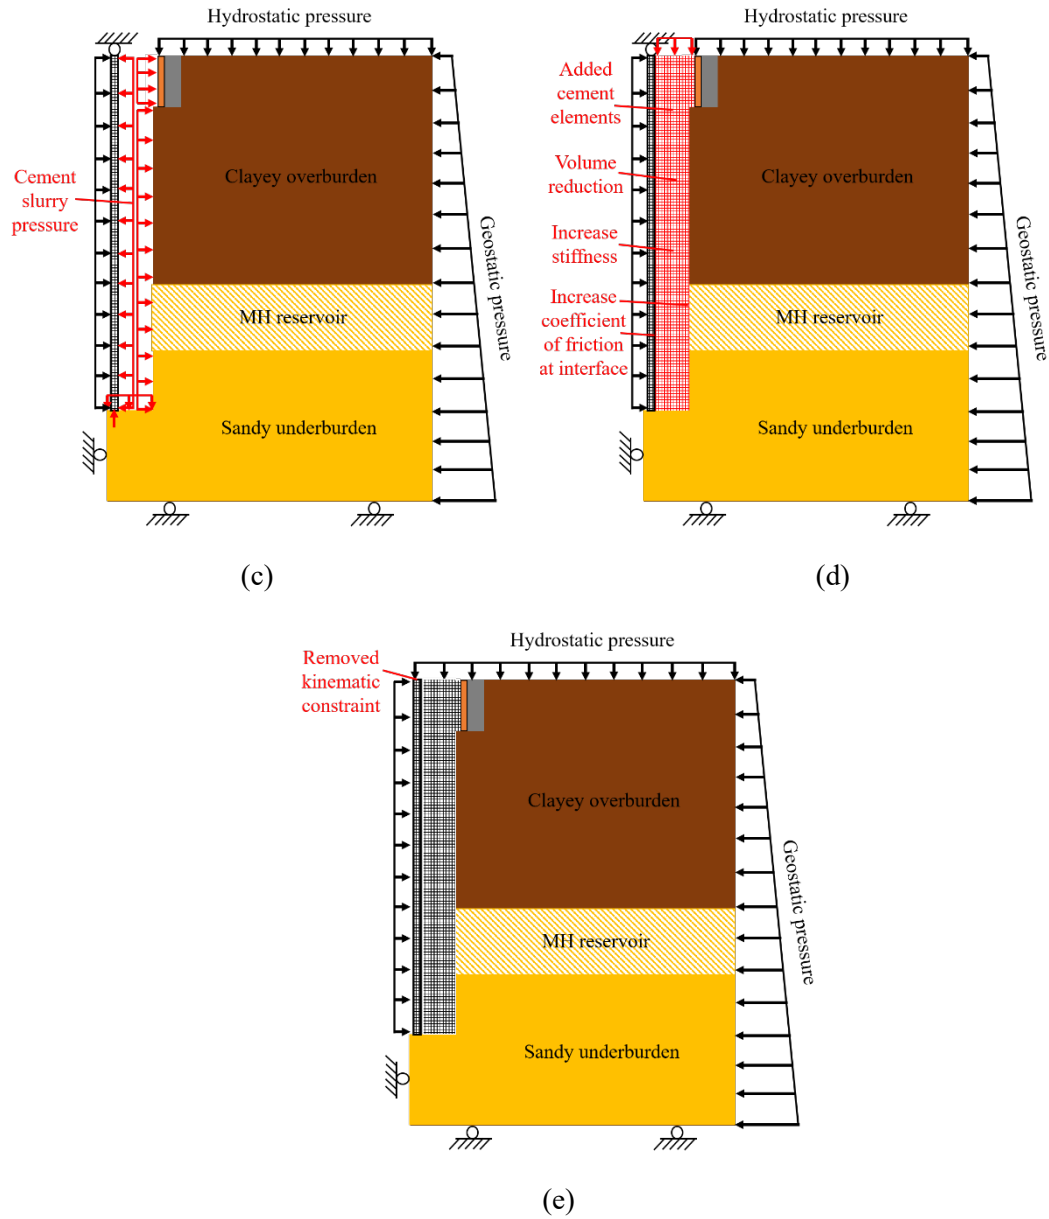 Hydrostatic pressure
Cement
slurry
pressure
Clayey overburden
MH reservoir
Sandy underburden
Geostatic pressure
(c)
Hydrostatic pressure
Added
cement
elements
Volume
reduction
Increase
stiffness
Increase
coefficient
of friction
at interface
Clayey overburden
MH reservoir
Sandy underburden
Geostatic pressure
(d)
Hydrostatic pressure
Removed
kinematic
constraint
Clayey overburden
MH reservoir
Sandy underburden
Geostatic pressure
(e)